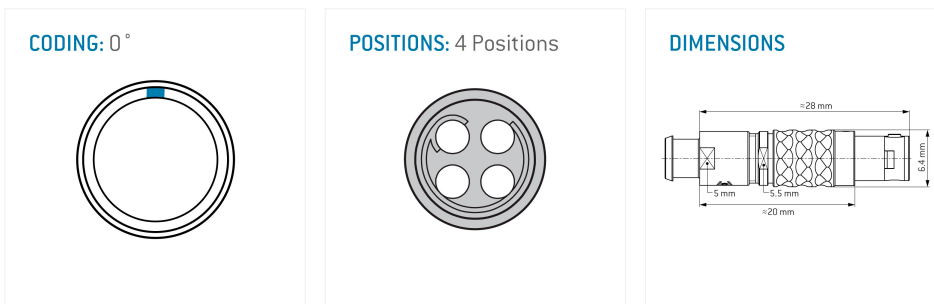 CODING: 0°
POSITIONS: 4 Positions
DIMENSIONS
≈28 mm
6.4 mm
5 mm
5.5 mm
≈20 mm